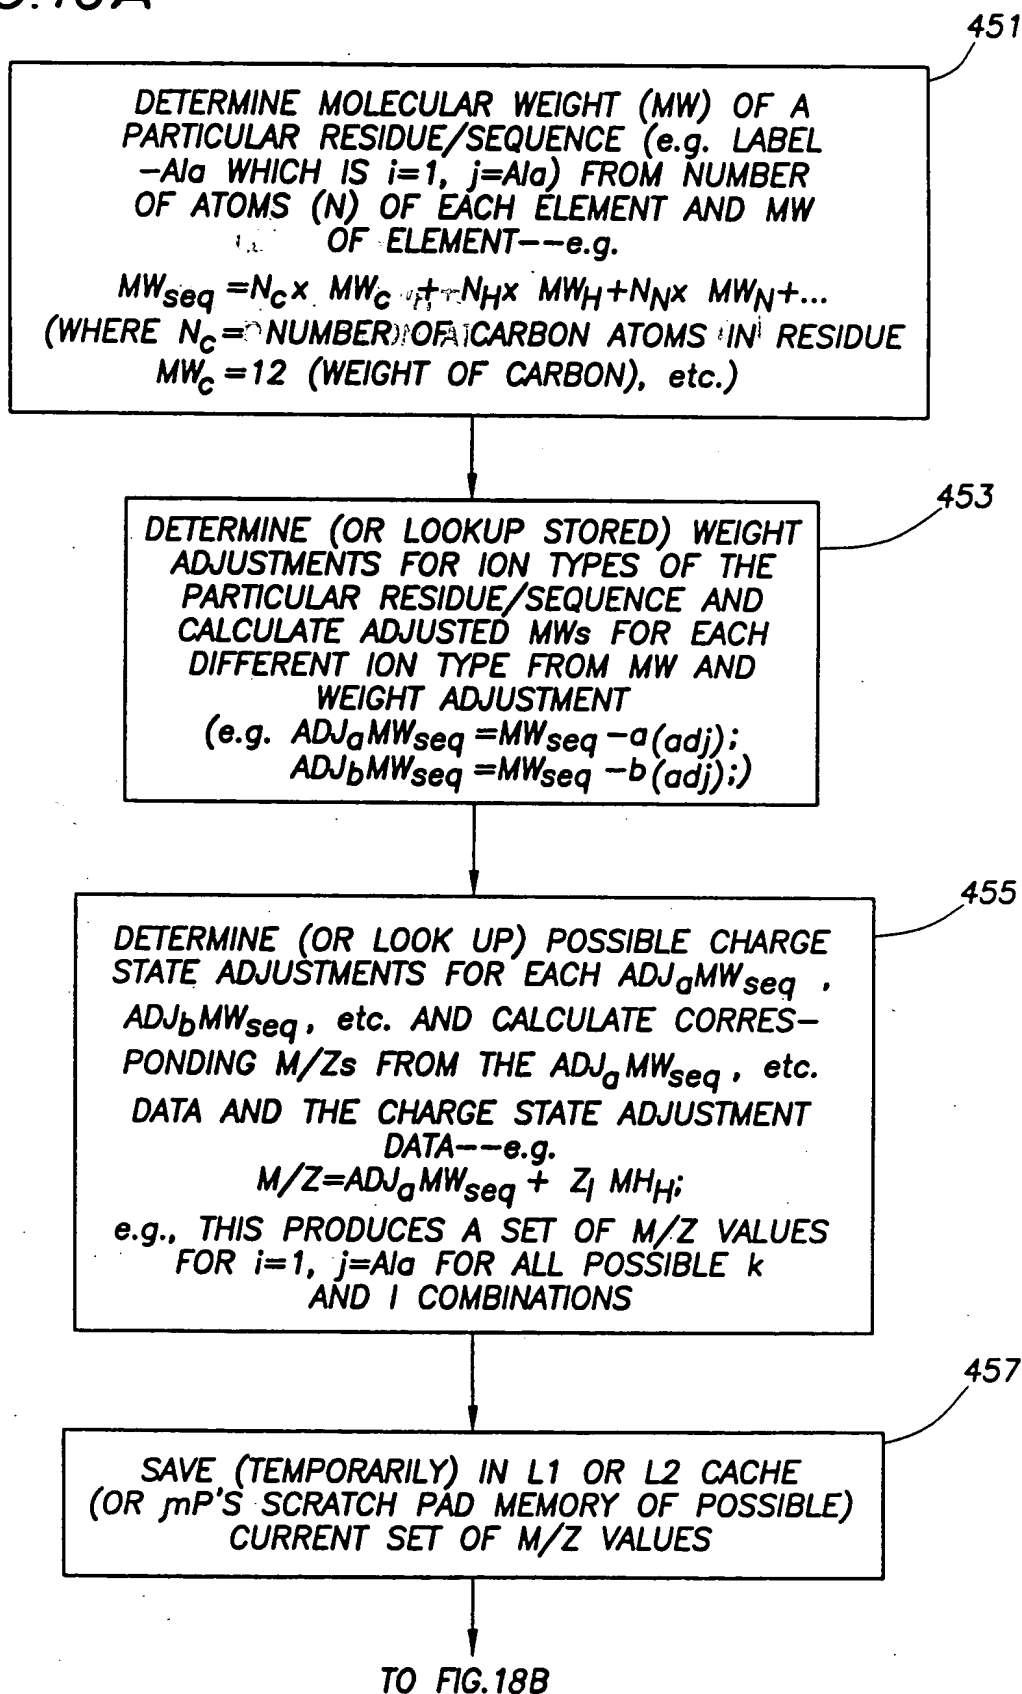 451
DETERMINE MOLECULAR WEIGHT (MW) OF A
PARTICULAR RESIDUE/SEQUENCE (e.g. LABEL
-Ala WHICH IS i=1, j=Ala) FROM NUMBER
OF ATOMS (N) OF EACH ELEMENT AND MW
OF ELEMENT--e.g.
MWseq =Ncx MWc + NHx MWH+NNx MWN+...
(WHERE Nc= NUMBER OF CARBON ATOMS IN RESIDUE
MWc =12 (WEIGHT OF CARBON), etc.)
453
DETERMINE (OR LOOKUP STORED) WEIGHT
ADJUSTMENTS FOR ION TYPES OF THE
PARTICULAR RESIDUE/SEQUENCE AND
CALCULATE ADJUSTED MWs FOR EACH
DIFFERENT ION TYPE FROM MW AND
WEIGHT ADJUSTMENT
(e.g. ADJaMWseq =MWseq -a(adj);
ADJbMWseq =MWseq -b(adj);)
455
DETERMINE (OR LOOK UP) POSSIBLE CHARGE
STATE ADJUSTMENTS FOR EACH ADJaMWseq ,
ADJbMWseq, etc. AND CALCULATE CORRES-
PONDING M/Zs FROM THE ADJaMWseq, etc.
DATA AND THE CHARGE STATE ADJUSTMENT
DATA--e.g.
M/Z=ADJaMWseq + Zl MHH;
e.g., THIS PRODUCES A SET OF M/Z VALUES
FOR i=1, j=Ala FOR ALL POSSIBLE k
AND l COMBINATIONS
457
SAVE (TEMPORARILY) IN L1 OR L2 CACHE
(OR mP'S SCRATCH PAD MEMORY OF POSSIBLE)
CURRENT SET OF M/Z VALUES
TO FIG.18B